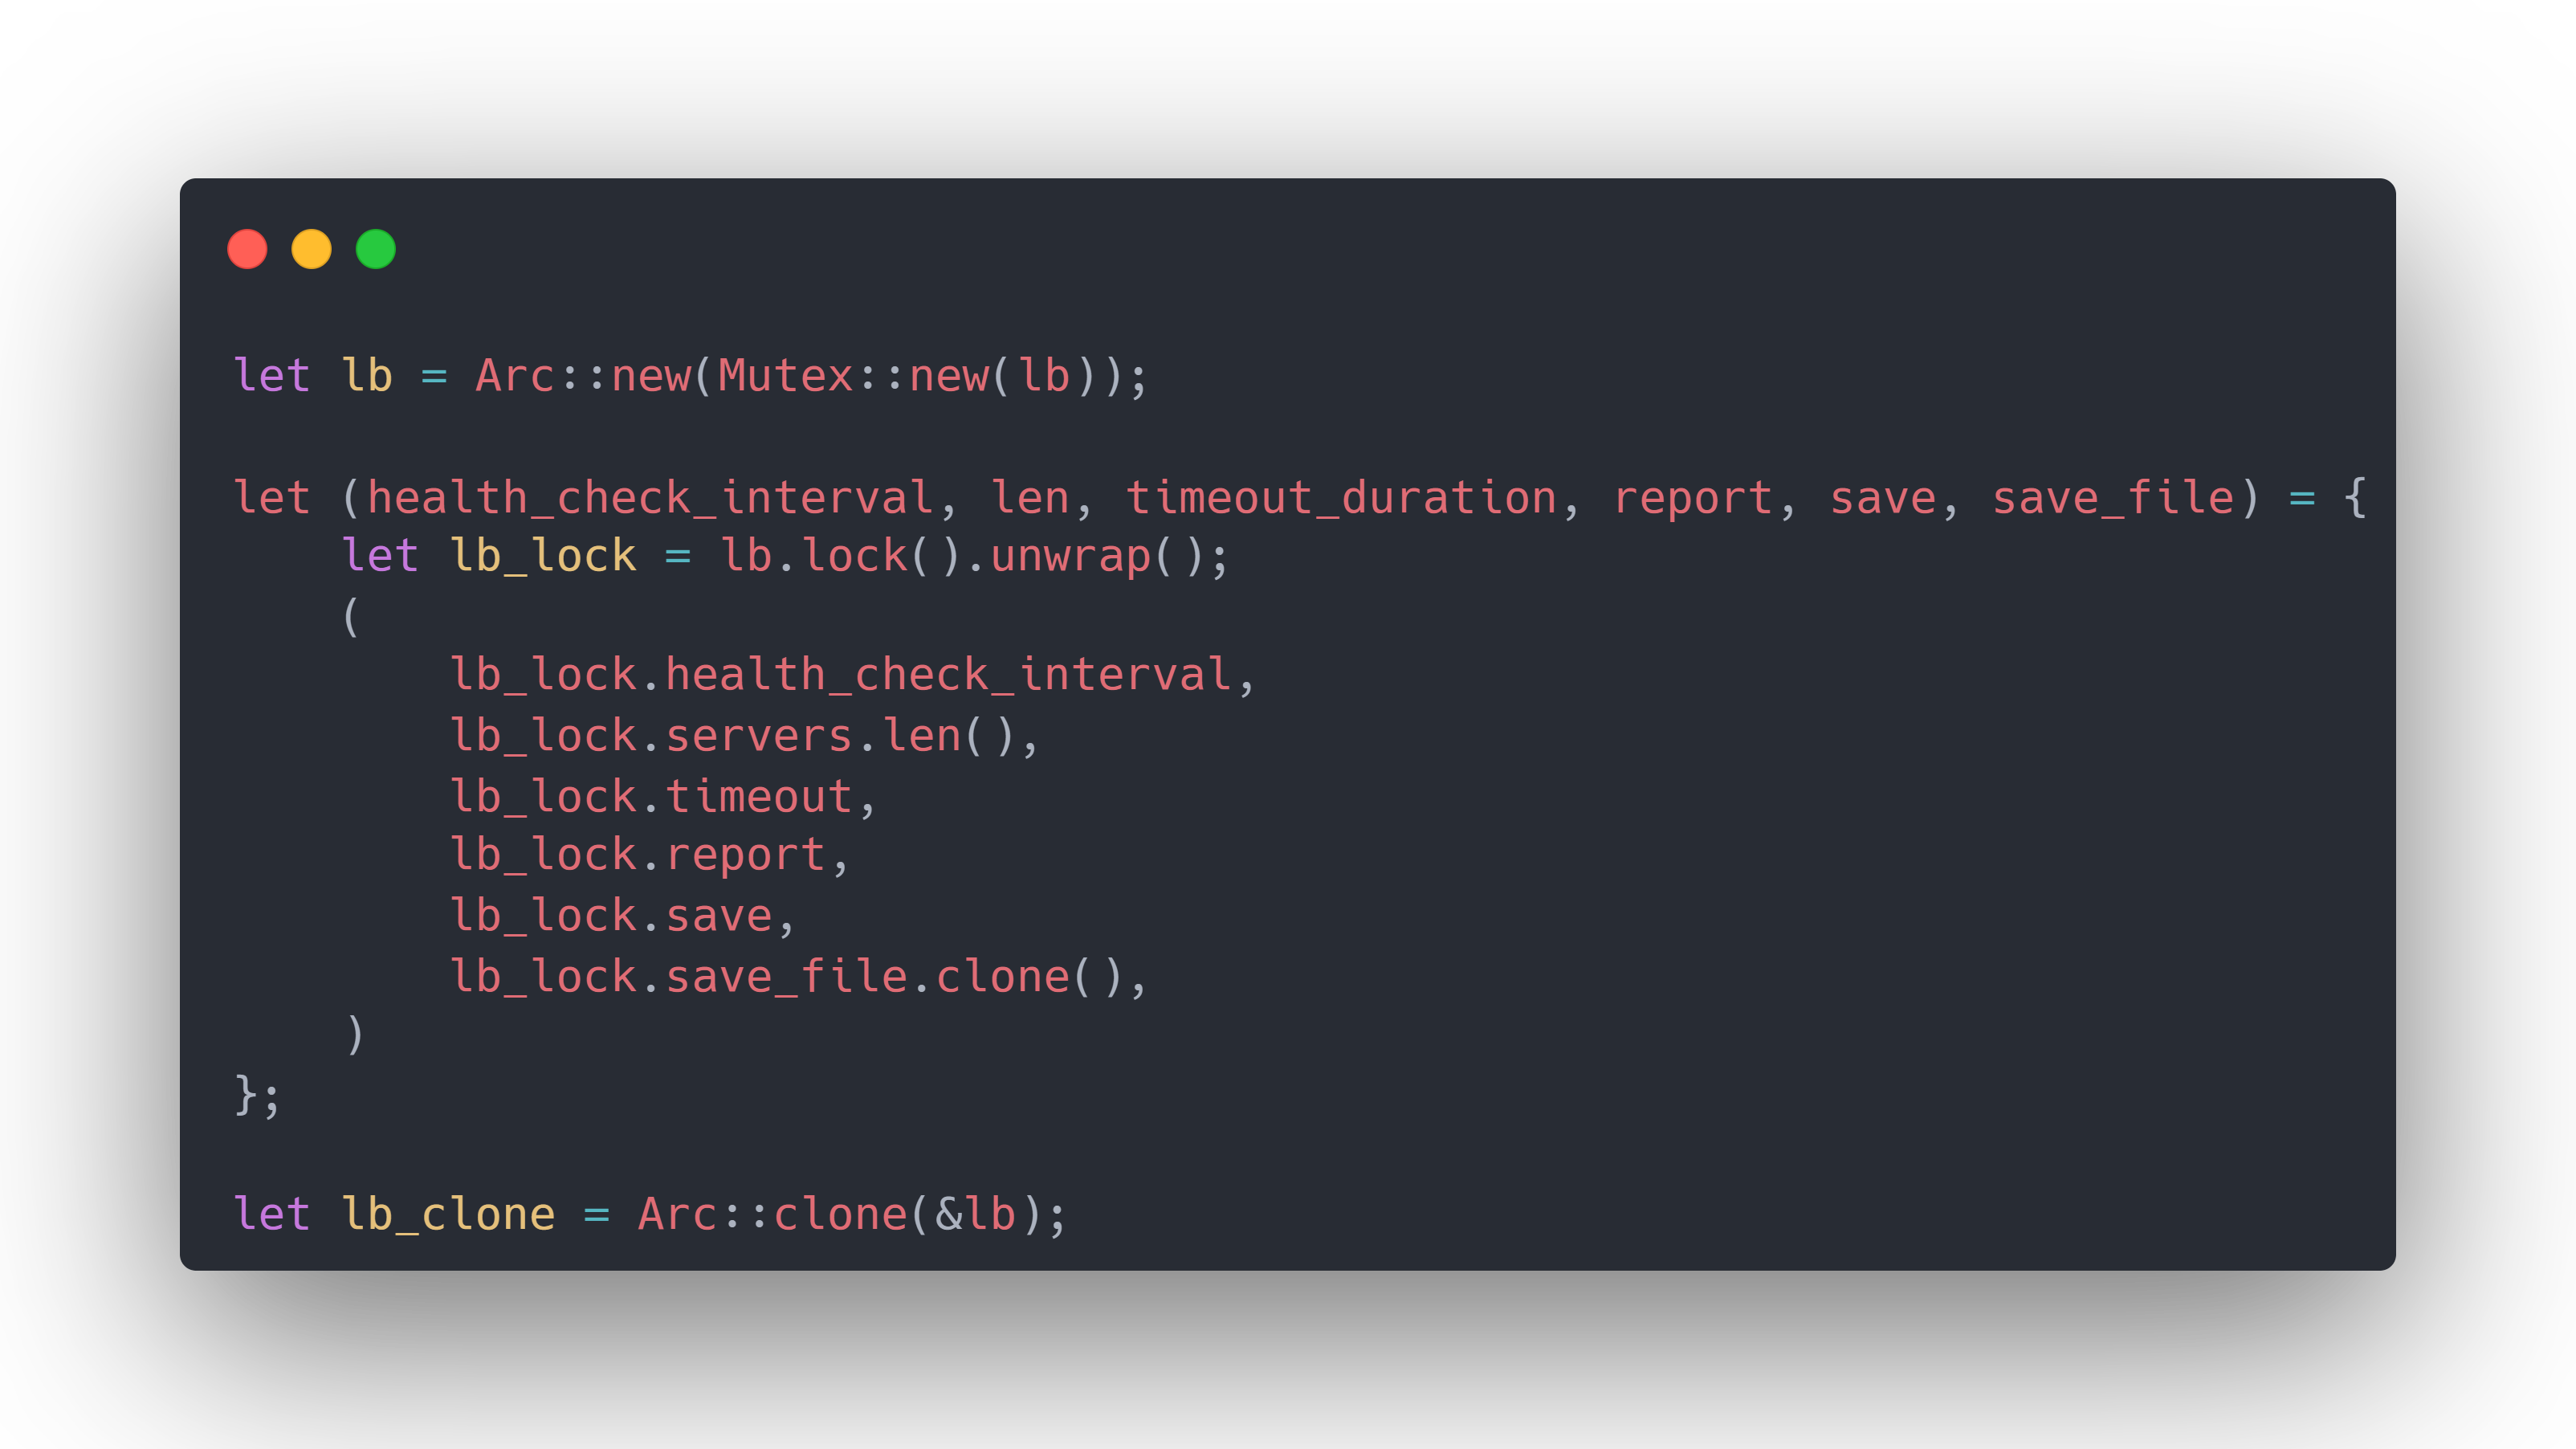 let lb = Arc::new(Mutex::new(lb));
let (health_check_interval, len, timeout_duration, report, save, save_file) = {
    let lb_lock = lb.lock().unwrap();
    (
        lb_lock.health_check_interval,
        lb_lock.servers.len(),
        lb_lock.timeout,
        lb_lock.report,
        lb_lock.save,
        lb_lock.save_file.clone(),
    )
};
let lb_clone = Arc::clone(&lb);